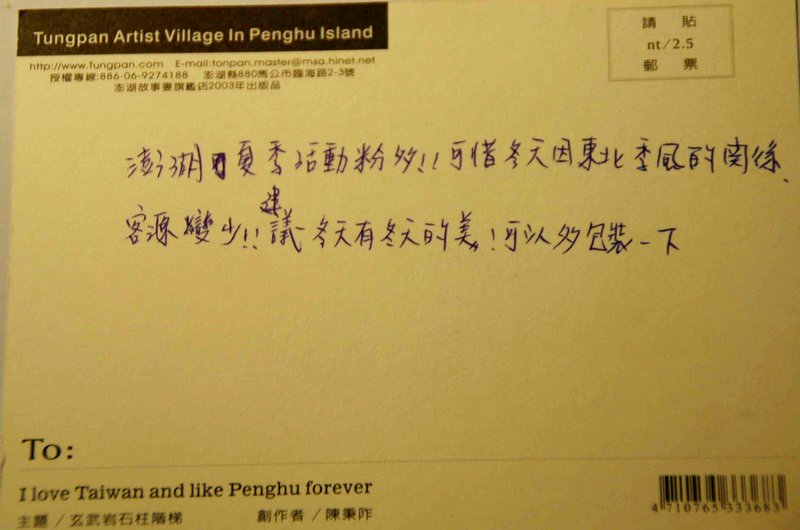 Tungpan Artist Village In Penghu Island
http://www.Tungpan.com E-mail:tonpan.master@msa.hinet.net
授權專線:886-06-9274188 澎湖縣880馬公市臨海路2-3號
澎湖故事妻旗艦店2003年出版品
請貼
nt/2.5
郵票
澎湖夏季活動粉多!!可惜冬天因東北季風的関係、
客源變少!!建議冬天有冬天的美!可以多包裝一下
To:
I love Taiwan and like Penghu forever
主題/玄武岩石柱階梯 創作者/陳秉阼
4 710765 333683